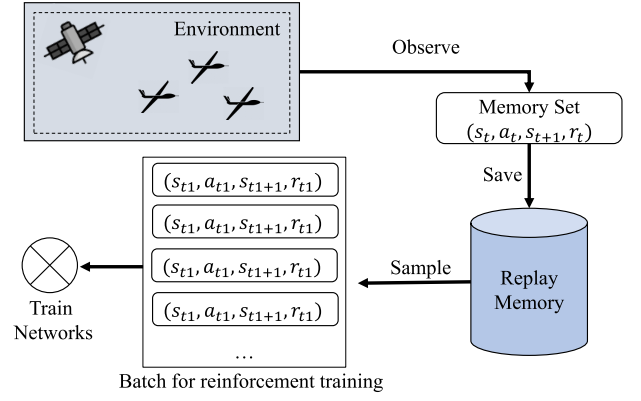 Environment
Observe
Memory Set
(s_t, a_t, s_{t+1}, r_t)
Save
Replay
Memory
Sample
(s_{t1}, a_{t1}, s_{t1+1}, r_{t1})
(s_{t1}, a_{t1}, s_{t1+1}, r_{t1})
(s_{t1}, a_{t1}, s_{t1+1}, r_{t1})
(s_{t1}, a_{t1}, s_{t1+1}, r_{t1})
...
Batch for reinforcement training
Train
Networks